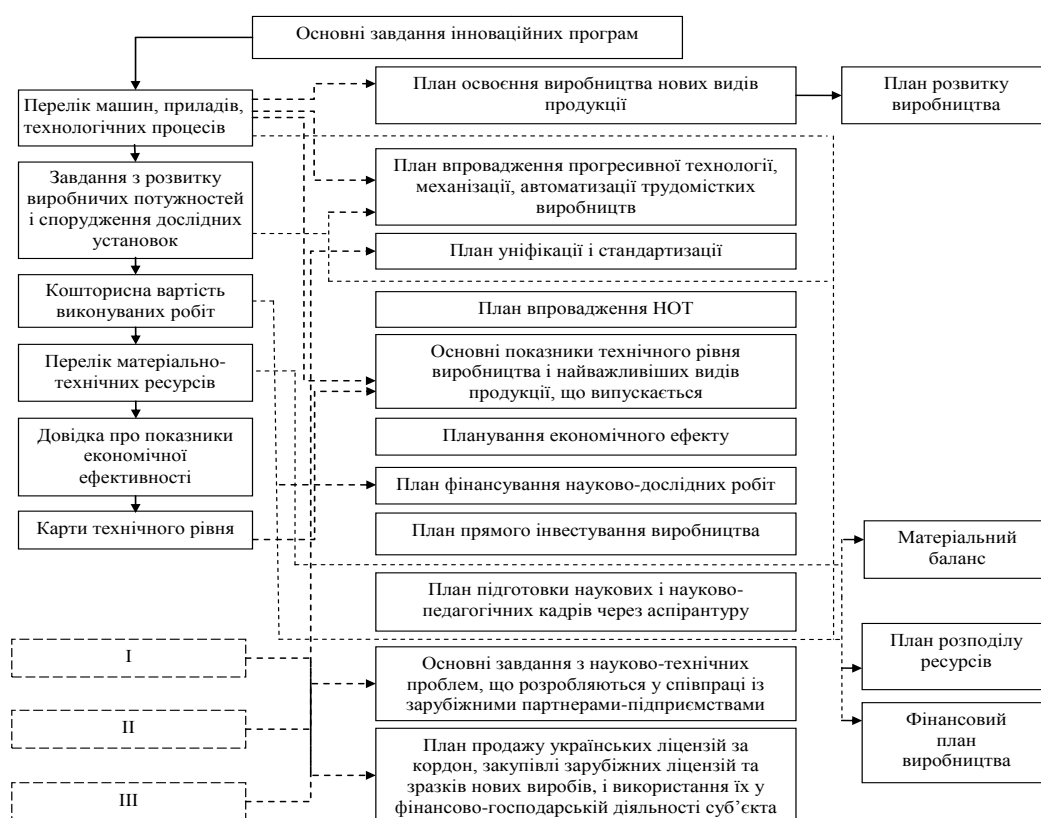 Основні завдання інноваційних програм
Перелік машин, приладів,
технологічних процесів
Завдання з розвитку
виробничих потужностей
і спорудження дослідних
установок
Кошторисна вартість
виконуваних робіт
Перелік матеріально-
технічних ресурсів
Довідка про показники
економічної
ефективності
Карти технічного рівня
I
II
III
План освоєння виробництва нових видів
продукції
План впровадження прогресивної технології,
механізації, автоматизації трудомістких
виробництв
План уніфікації і стандартизації
План впровадження НОТ
Основні показники технічного рівня
виробництва і найважливіших видів
продукції, що випускається
Планування економічного ефекту
План фінансування науково-дослідних робіт
План прямого інвестування виробництва
План підготовки наукових і науково-
педагогічних кадрів через аспірантуру
Основні завдання з науково-технічних
проблем, що розробляються у співпраці із
зарубіжними партнерами-підприємствами
План продажу українських ліцензій за
кордон, закупівлі зарубіжних ліцензій та
зразків нових виробів, і використання їх у
фінансово-господарській діяльності суб’єкта
План розвитку
виробництва
Матеріальний
баланс
План розподілу
ресурсів
Фінансовий
план
виробництва